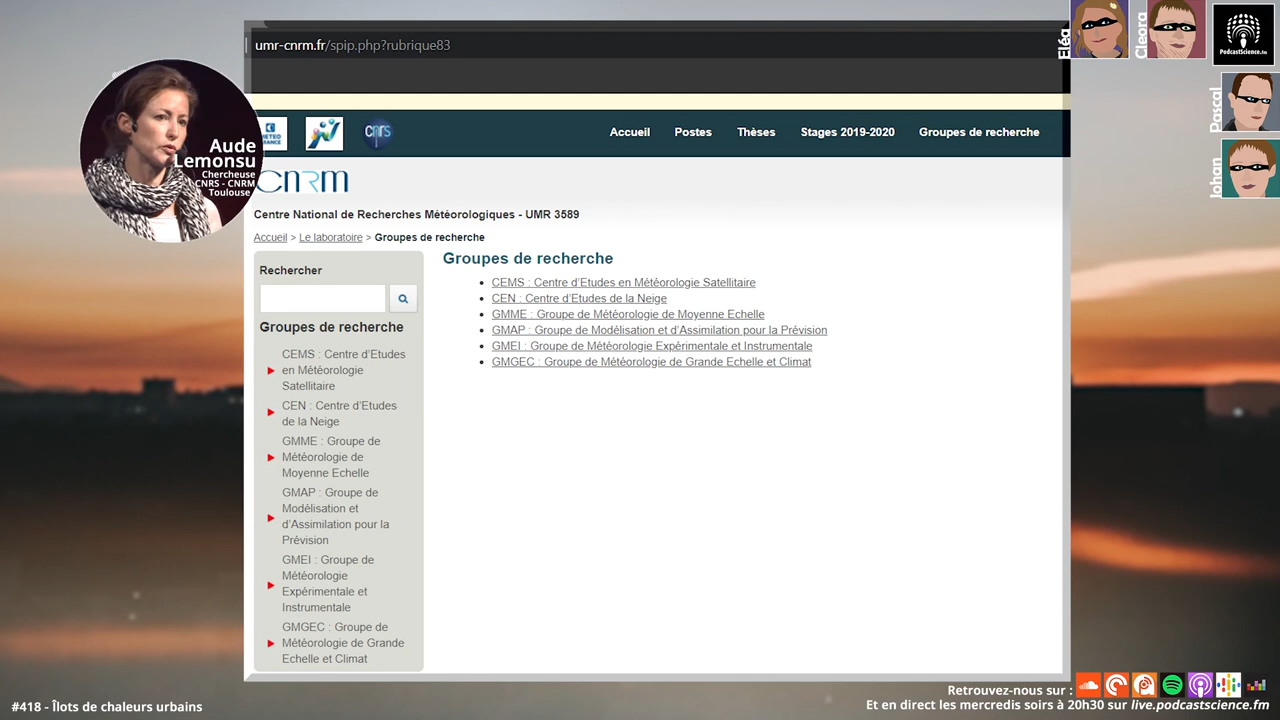 umr-cnrm.fr/spip.php?rubrique83
Eléa
Cleora
PodcastScience.fm
Pascal
Johan
Aude
Lemonsu
Chercheuse
CNRS - CNRM
Toulouse
METEO
FRANCE
cnrs
Accueil
Postes
Thèses
Stages 2019-2020
Groupes de recherche
CNRM
Centre National de Recherches Météorologiques - UMR 3589
Accueil > Le laboratoire > Groupes de recherche
Rechercher
Groupes de recherche
CEMS : Centre d'Etudes
en Météorologie
Satellitaire
CEN : Centre d'Etudes
de la Neige
GMME : Groupe de
Météorologie de
Moyenne Echelle
GMAP : Groupe de
Modélisation et
d'Assimilation pour la
Prévision
GMEI : Groupe de
Météorologie
Expérimentale et
Instrumentale
GMGEC : Groupe de
Météorologie de Grande
Echelle et Climat
Groupes de recherche
CEMS : Centre d'Etudes en Météorologie Satellitaire
CEN : Centre d'Etudes de la Neige
GMME : Groupe de Météorologie de Moyenne Echelle
GMAP : Groupe de Modélisation et d'Assimilation pour la Prévision
GMEI : Groupe de Météorologie Expérimentale et Instrumentale
GMGEC : Groupe de Météorologie de Grande Echelle et Climat
#418 - Îlots de chaleurs urbains
Retrouvez-nous sur :
Et en direct les mercredis soirs à 20h30 sur live.podcastscience.fm